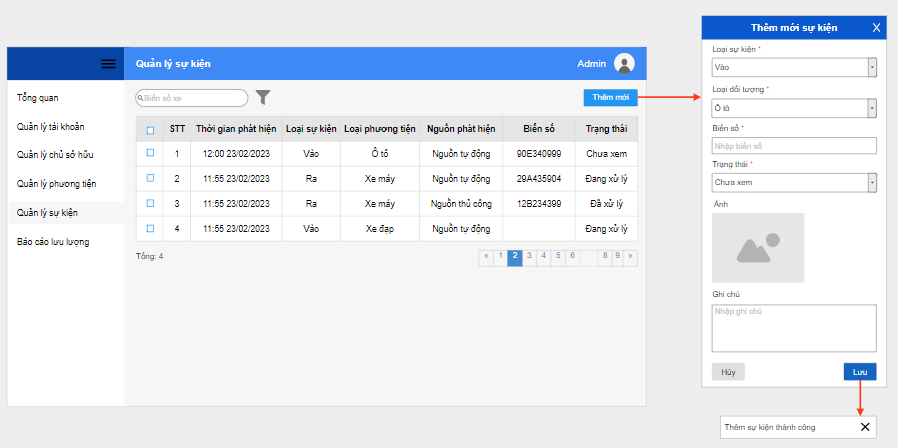 Quản lý sự kiện
Admin
Tổng quan
Quản lý tài khoản
Quản lý chủ sở hữu
Quản lý phương tiện
Quản lý sự kiện
Báo cáo lưu lượng
Biển số xe
Thêm mới
STT Thời gian phát hiện Loại sự kiện Loại phương tiện Nguồn phát hiện Biển số Trạng thái
1 12:00 23/02/2023 Vào Ô tô Nguồn tự động 90E340999 Chưa xem
2 11:55 23/02/2023 Ra Xe máy Nguồn tự động 29A435904 Đang xử lý
3 11:55 23/02/2023 Ra Xe máy Nguồn thủ công 12B234399 Đã xử lý
4 11:55 23/02/2023 Vào Xe đạp Nguồn tự động Đang xử lý
Tổng: 4
« 1 2 3 4 5 6 8 9 »
Thêm mới sự kiện X
Loại sự kiện *
Vào
Loại đối tượng *
Ô tô
Biển số *
Nhập biển số
Trạng thái *
Chưa xem
Ảnh
Ghi chú
Nhập ghi chú
Hủy
Lưu
Thêm sự kiện thành công